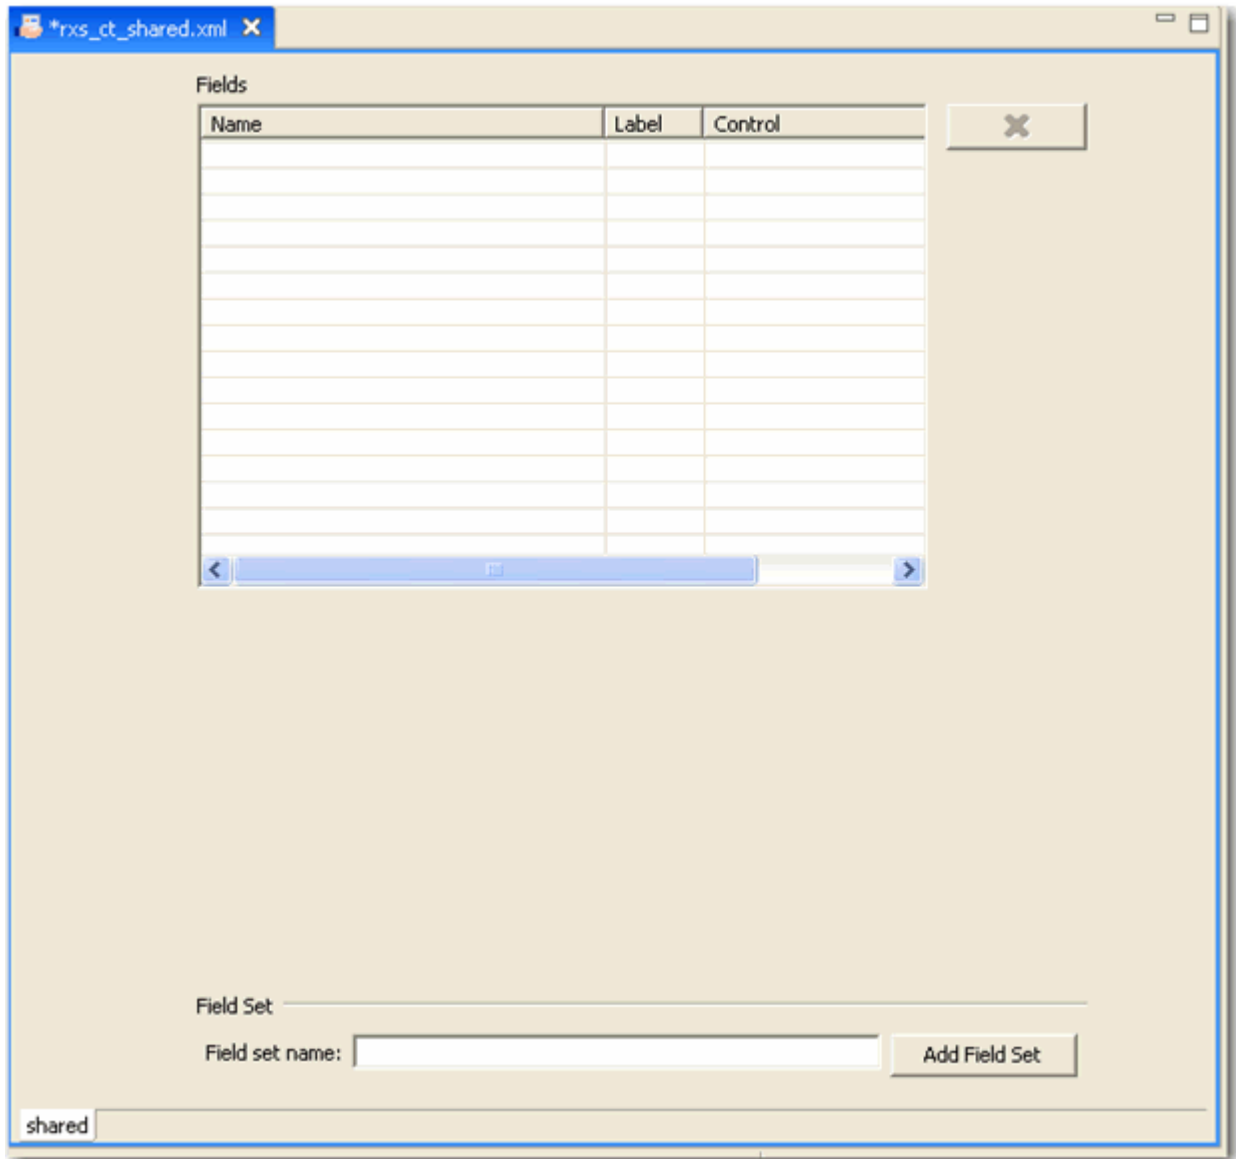 *rxs_ct_shared.xml
Fields
Name Label Control
Field Set
Field set name: Add Field Set
shared